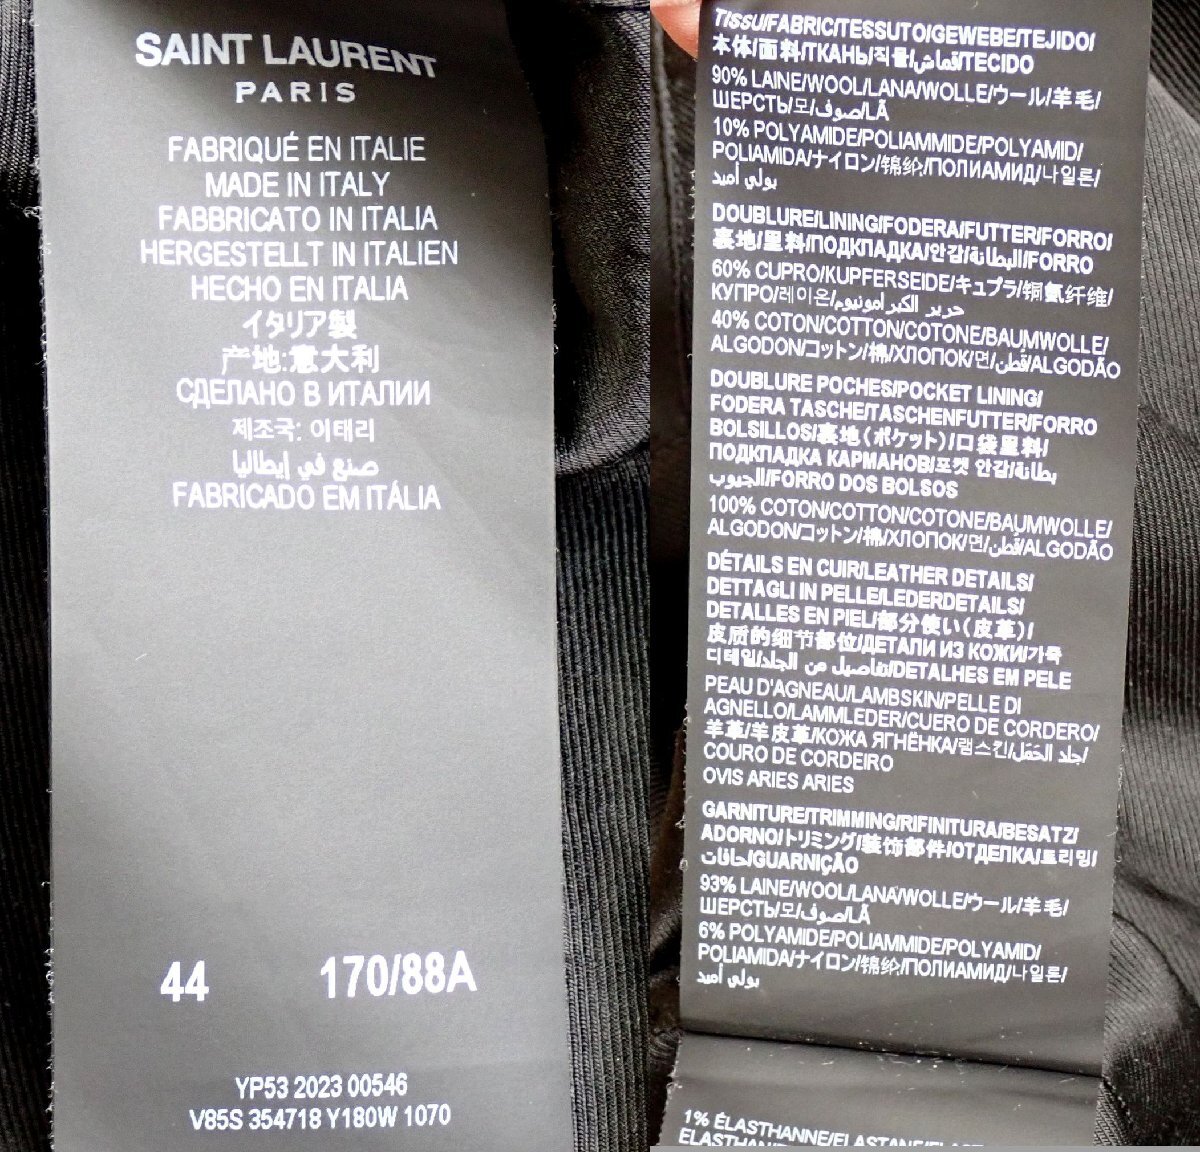 SAINT LAURENT
PARIS
FABRIQUÉ EN ITALIE
MADE IN ITALY
FABBRICATO IN ITALIA
HERGESTELLT IN ITALIEN
HECHO EN ITALIA
イタリア製
产地:意大利
СДЕЛАНО В ИТАЛИИ
제조국: 이태리
صنع في إيطاليا
FABRICADO EM ITÁLIA
44 170/88A
YP53 2023 00546
V85S 354718 Y180W 1070
TISSU/FABRIC/TESSUTO/GEWEBE/TEJIDO/
本体/面料/ТКАНЬ/직물/قماش/TECIDO
90% LAINE/WOOL/LANA/WOLLE/ウール/羊毛/
ШЕРСТЬ/모/صوف/LÃ
10% POLYAMIDE/POLIAMMIDE/POLYAMID/
POLIAMIDA/ナイロン/锦纶/ПОЛИАМИД/나일론/
بولي أميد
DOUBLURE/LINING/FODERA/FUTTER/FORRO/
裏地/里料/ПОДКЛАДКА/안감/البطانة/FORRO
60% CUPRO/KUPFERSEIDE/キュプラ/铜氨纤维/
КУПРО/레이온/حرير الكبرامونيوم
40% COTON/COTTON/COTONE/BAUMWOLLE/
ALGODON/コットン/棉/ХЛОПОК/면/قطن/ALGODÃO
DOUBLURE POCHES/POCKET LINING/
FODERA TASCHE/TASCHENFUTTER/FORRO
BOLSILLOS/裏地(ポケット)/口袋里料/
ПОДКЛАДКА КАРМАНОВ/포켓 안감/بطانة
الجيوب/FORRO DOS BOLSOS
100% COTON/COTTON/COTONE/BAUMWOLLE/
ALGODON/コットン/棉/ХЛОПОК/면/قطن/ALGODÃO
DÉTAILS EN CUIR/LEATHER DETAILS/
DETTAGLI IN PELLE/LEDERDETAILS/
DETALLES EN PIEL/部分使い(皮革)/
皮质的细节部位/ДЕТАЛИ ИЗ КОЖИ/가죽
디테일/تفاصيل من الجلد/DETALHES EM PELE
PEAU D'AGNEAU/LAMBSKIN/PELLE DI
AGNELLO/LAMMLEDER/CUERO DE CORDERO/
羊革/羊皮革/КОЖА ЯГНЁНКА/램스킨/جلد الحَمَل/
COURO DE CORDEIRO
OVIS ARIES ARIES
GARNITURE/TRIMMING/RIFINITURA/BESATZ/
ADORNO/トリミング/装饰部件/ОТДЕЛКА/트리밍/
حافات/GUARNIÇÃO
93% LAINE/WOOL/LANA/WOLLE/ウール/羊毛/
ШЕРСТЬ/모/صوف/LÃ
6% POLYAMIDE/POLIAMMIDE/POLYAMID/
POLIAMIDA/ナイロン/锦纶/ПОЛИАМИД/나일론/
بولي أميد
1% ÉLASTHANNE/ELASTANE/